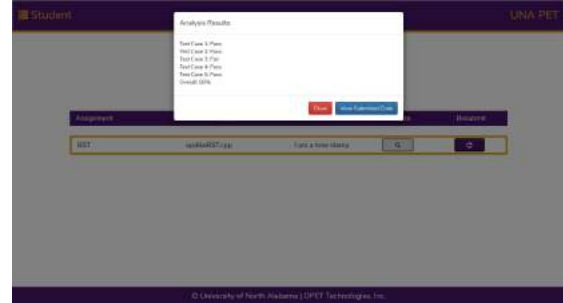 Student
UNA PET
Analysis Results
Test Case 1: Pass
Test Case 2: Pass
Test Case 3: Fail
Test Case 4: Pass
Test Case 5: Pass
Overall: 80%
Close
View Submitted Code
Assignment
Resubmit
BST
I am a time stamp
© University of North Alabama | DPET Technologies, Inc.